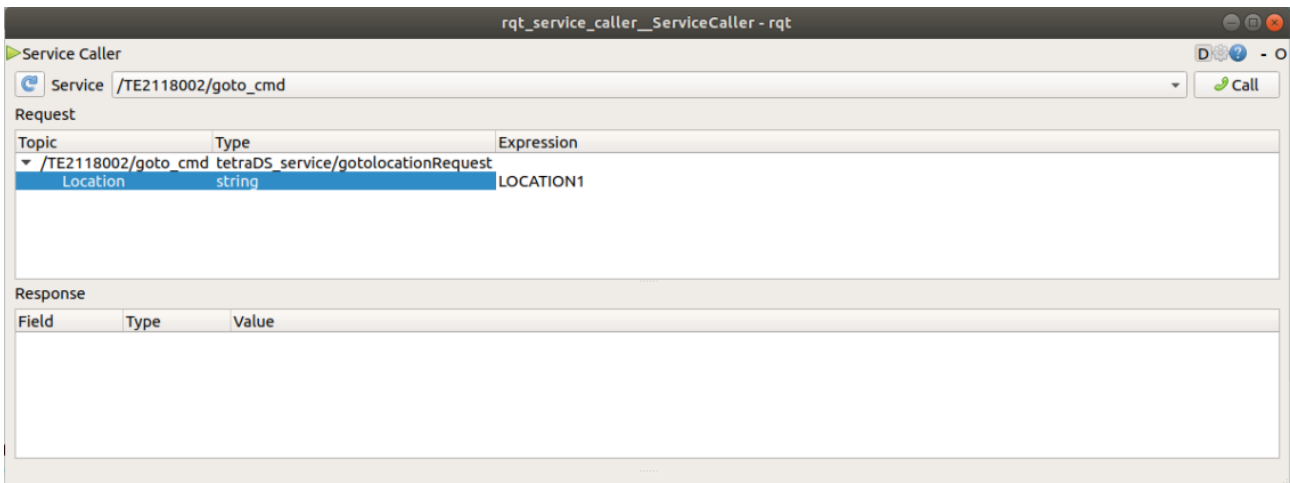 rqt_service_caller__ServiceCaller - rqt
Service Caller D ? - O
Service /TE2118002/goto_cmd Call
Request
Topic Type Expression
/TE2118002/goto_cmd tetraDS_service/gotolocationRequest
Location string LOCATION1
Response
Field Type Value